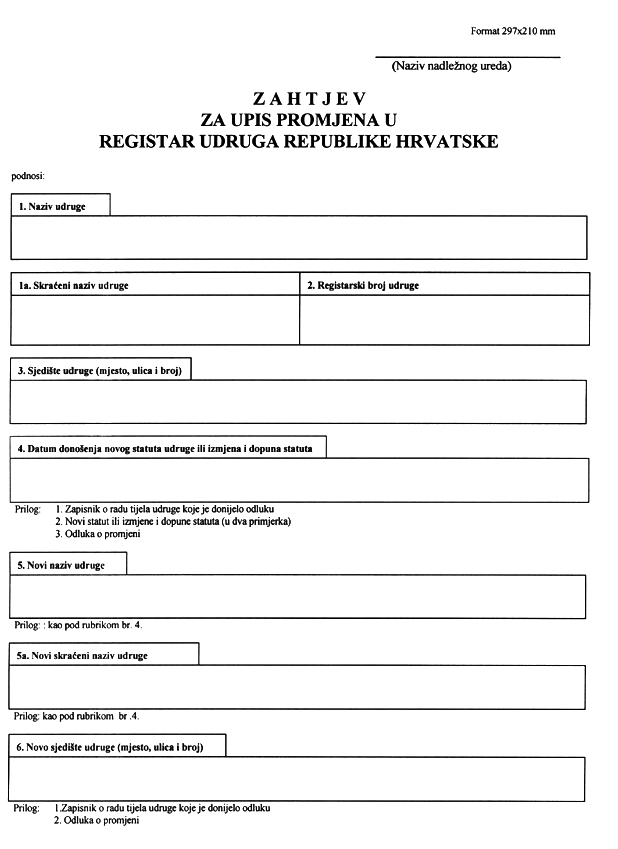 Format 297x210 mm
(Naziv nadležnog ureda)
Z A H T J E V
ZA UPIS PROMJENA U
REGISTAR UDRUGA REPUBLIKE HRVATSKE
podnosi:
1. Naziv udruge
1a. Skraćeni naziv udruge
2. Registarski broj udruge
3. Sjedište udruge (mjesto, ulica i broj)
4. Datum donošenja novog statuta udruge ili izmjena i dopuna statuta
Prilog: 1. Zapisnik o radu tijela udruge koje je donijelo odluku
2. Novi statut ili izmjene i dopune statuta (u dva primjerka)
3. Odluka o promjeni
5. Novi naziv udruge
Prilog: : kao pod rubrikom br. 4.
5a. Novi skraćeni naziv udruge
Prilog: kao pod rubrikom br .4.
6. Novo sjedište udruge (mjesto, ulica i broj)
Prilog: 1.Zapisnik o radu tijela udruge koje je donijelo odluku
2. Odluka o promjeni